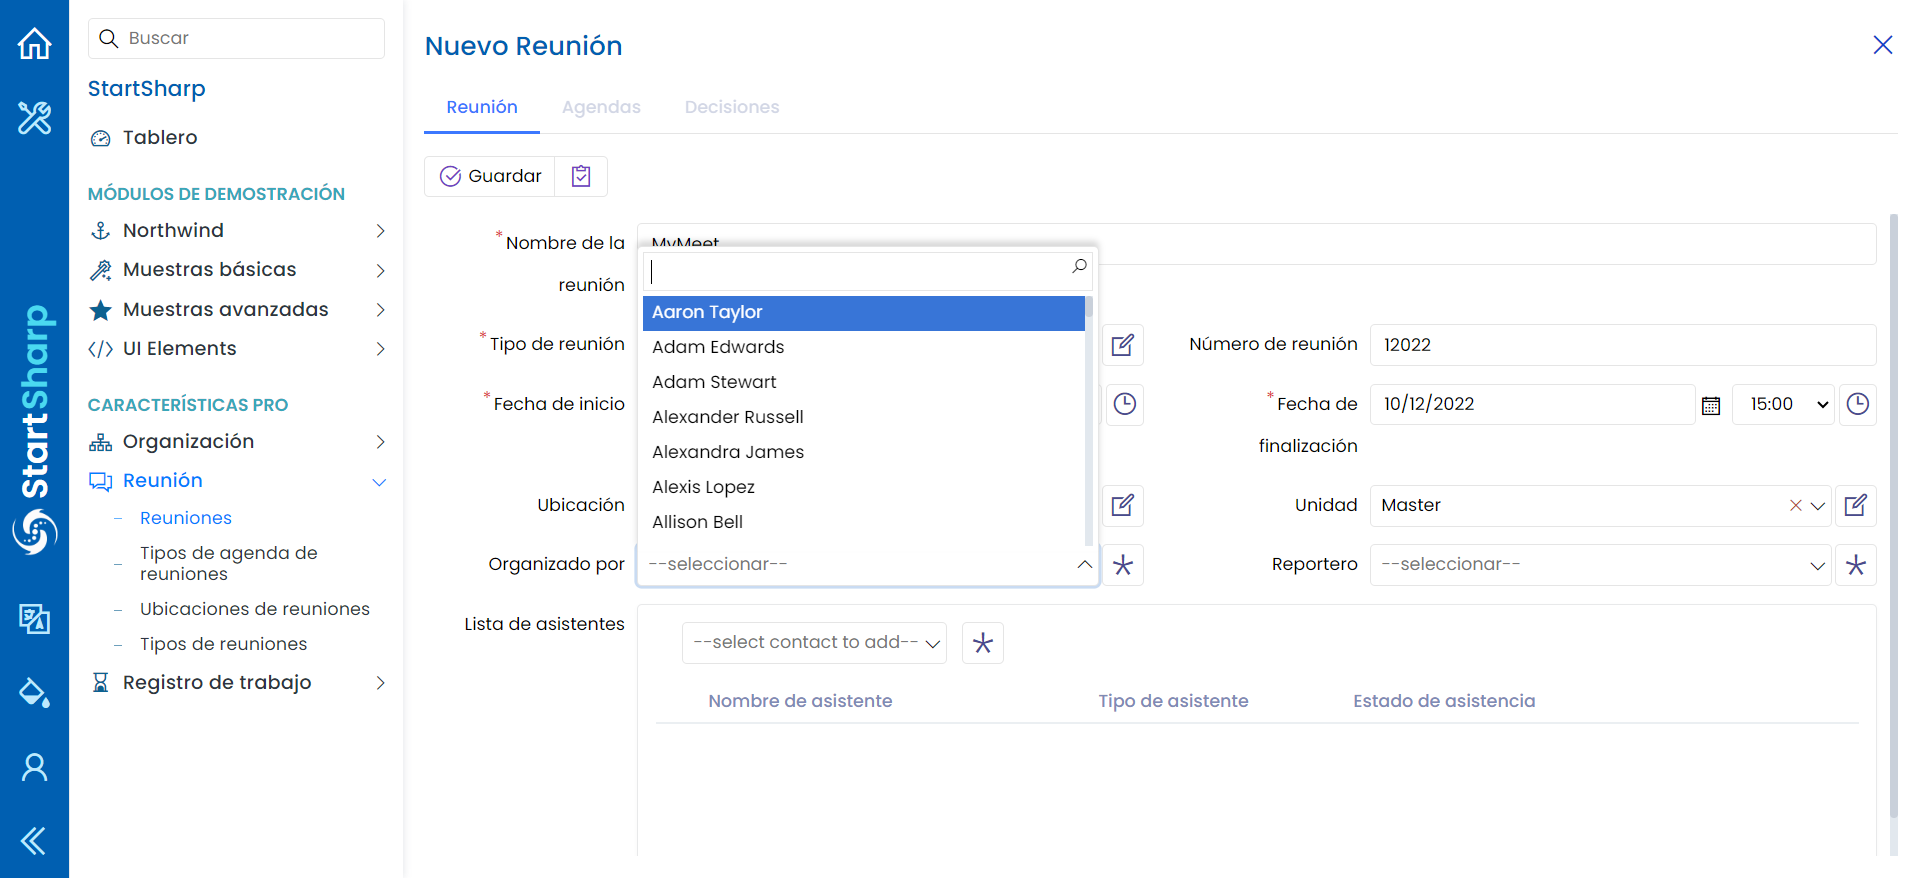 Buscar
StartSharp
Tablero
MÓDULOS DE DEMOSTRACIÓN
Northwind
Muestras básicas
Muestras avanzadas
UI Elements
CARACTERÍSTICAS PRO
Organización
Reunión
Reuniones
Tipos de agenda de
reuniones
Ubicaciones de reuniones
Tipos de reuniones
Registro de trabajo
StartSharp
Nuevo Reunión
Reunión Agendas Decisiones
Guardar
*Nombre de la
reunión
MyMeet
Aaron Taylor
Adam Edwards
Adam Stewart
Alexander Russell
Alexandra James
Alexis Lopez
Allison Bell
*Tipo de reunión
Número de reunión 12022
*Fecha de inicio
*Fecha de
finalización
10/12/2022 15:00
Ubicación
Unidad Master
Organizado por --seleccionar--
Reportero --seleccionar--
Lista de asistentes
--select contact to add--
Nombre de asistente Tipo de asistente Estado de asistencia